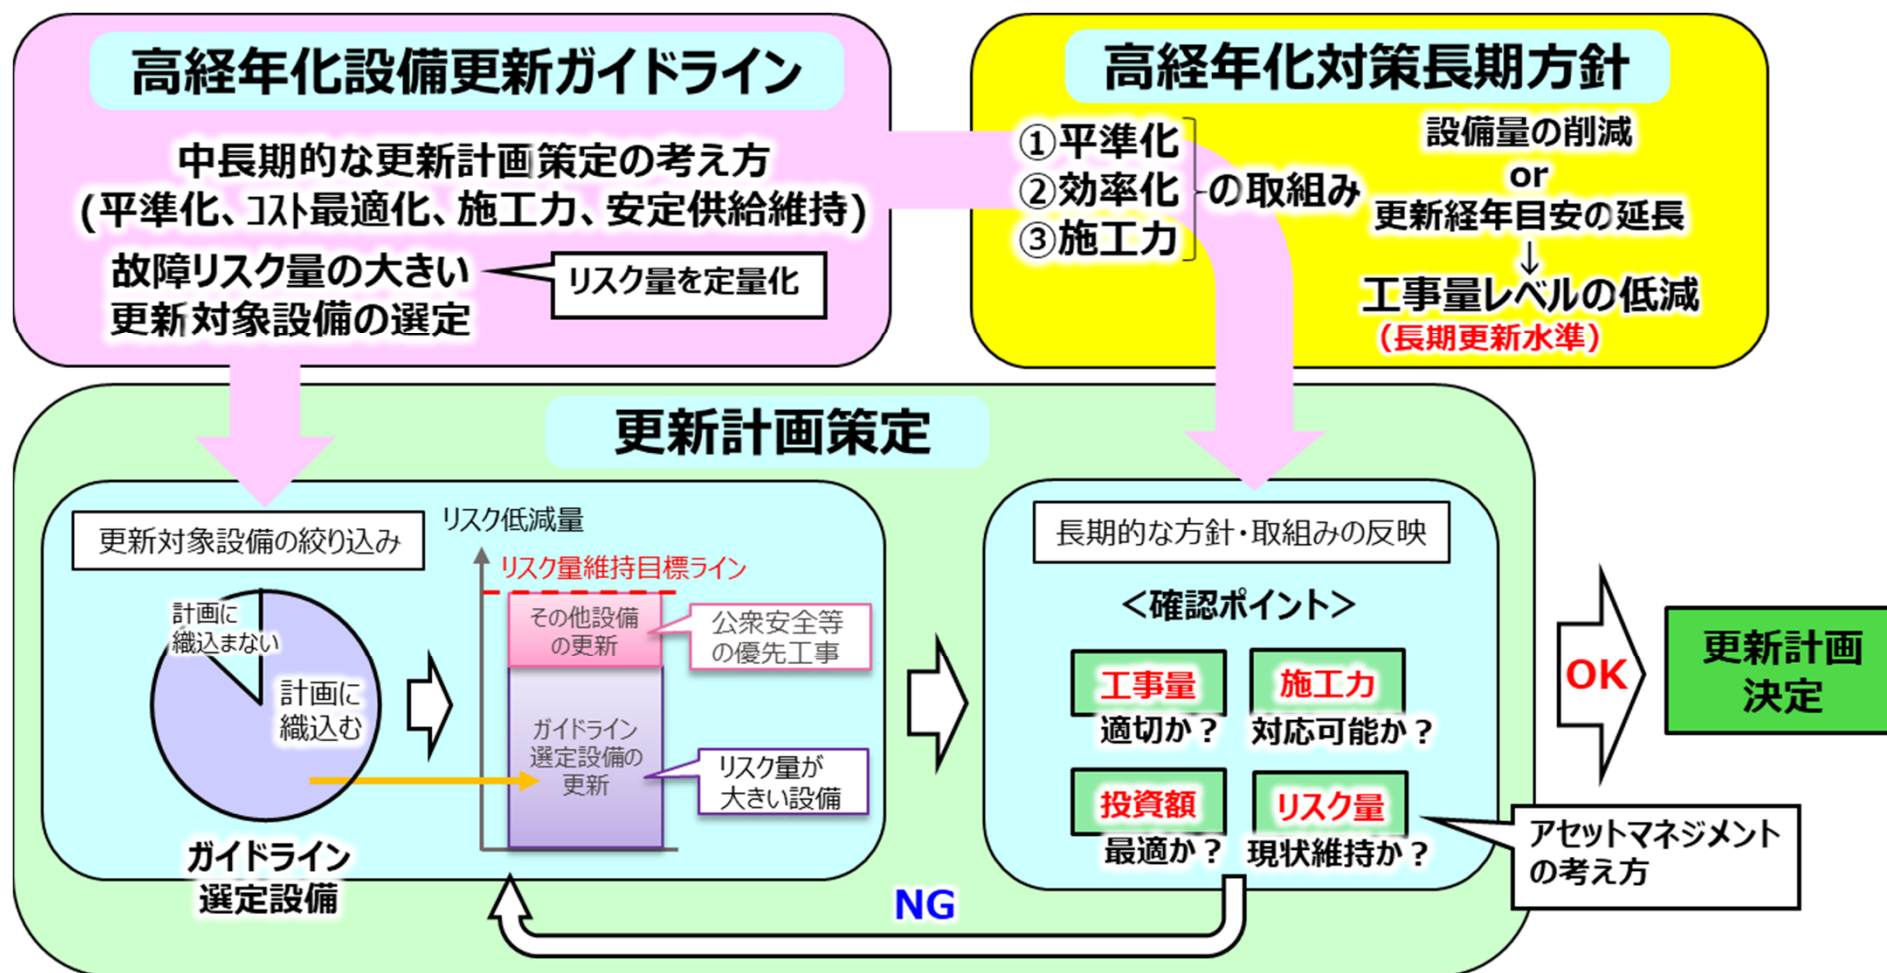 高経年化設備更新ガイドライン
中長期的な更新計画策定の考え方
(平準化、コスト最適化、施工力、安定供給維持)
故障リスク量の大きい
更新対象設備の選定
リスク量を定量化
高経年化対策長期方針
①平準化
②効率化
③施工力
の取組み
設備量の削減
or
更新経年目安の延長
↓
工事量レベルの低減
(長期更新水準)
更新計画策定
更新対象設備の絞り込み
計画に
織込まない
計画に
織込む
ガイドライン
選定設備
リスク低減量
リスク量維持目標ライン
その他設備
の更新
公衆安全等
の優先工事
ガイドライン
選定設備の
更新
リスク量が
大きい設備
長期的な方針・取組みの反映
<確認ポイント>
工事量
適切か？
施工力
対応可能か？
投資額
最適か？
リスク量
現状維持か？
アセットマネジメント
の考え方
NG
OK
更新計画
決定